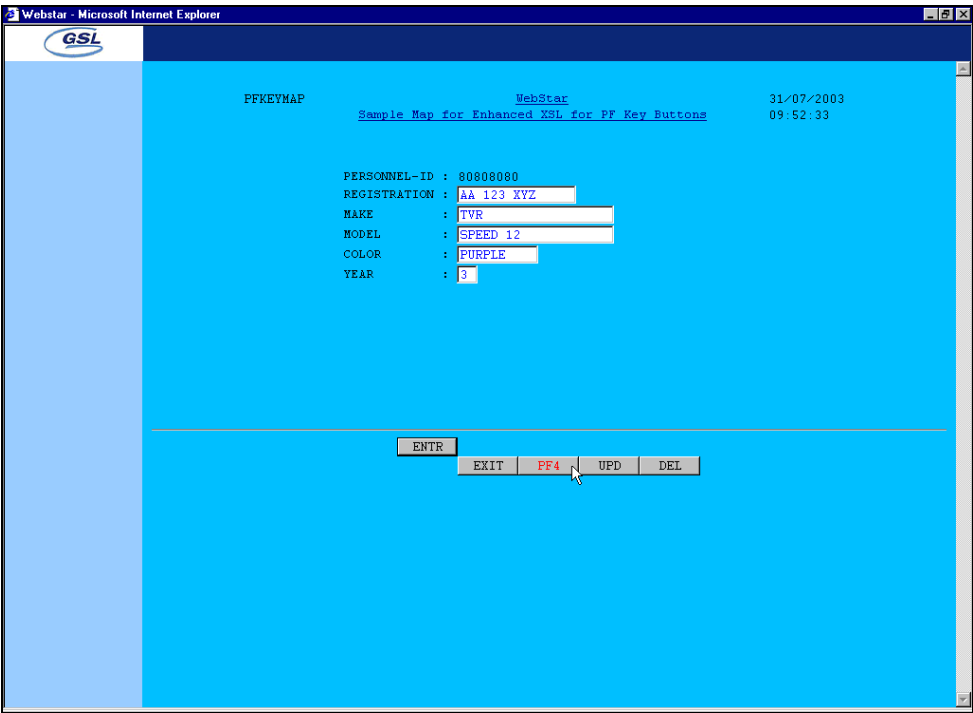 Webstar - Microsoft Internet Explorer
GSL
PFKEYMAP WebStar 31/07/2003
Sample Map for Enhanced XSL for PF Key Buttons 09:52:33
PERSONNEL-ID : 80808080
REGISTRATION : AA 123 XYZ
MAKE : TVR
MODEL : SPEED 12
COLOR : PURPLE
YEAR : 3
ENTR
EXIT PF4 UPD DEL